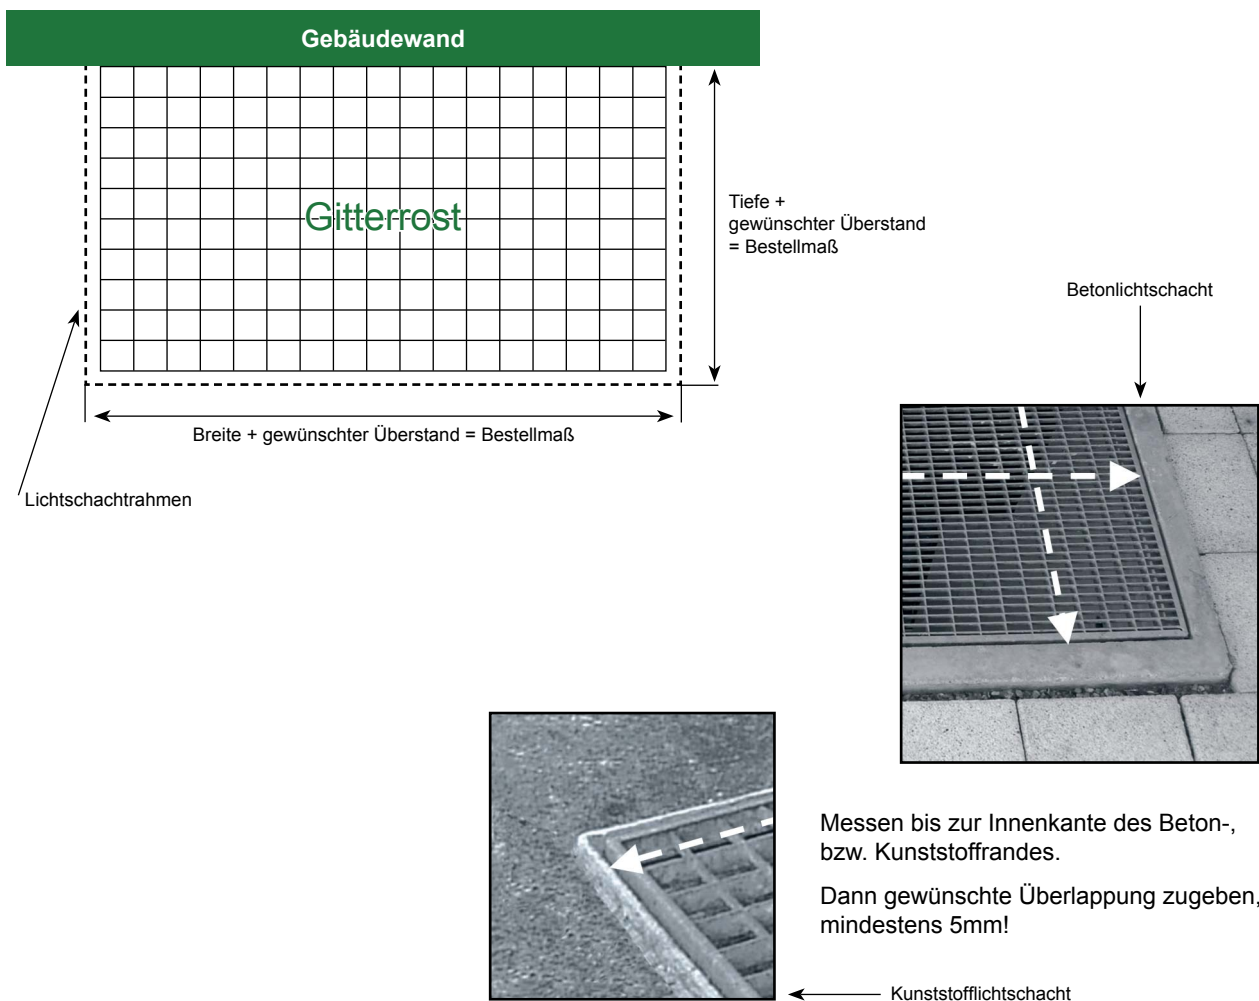 Gebäudewand
Gitterrost
Tiefe +
gewünschter Überstand
= Bestellmaß
Breite + gewünschter Überstand = Bestellmaß
Lichtschachtrahmen
Betonlichtschacht
Messen bis zur Innenkante des Beton-,
bzw. Kunststoffrandes.
Dann gewünschte Überlappung zugeben,
mindestens 5mm!
Kunststofflichtschacht